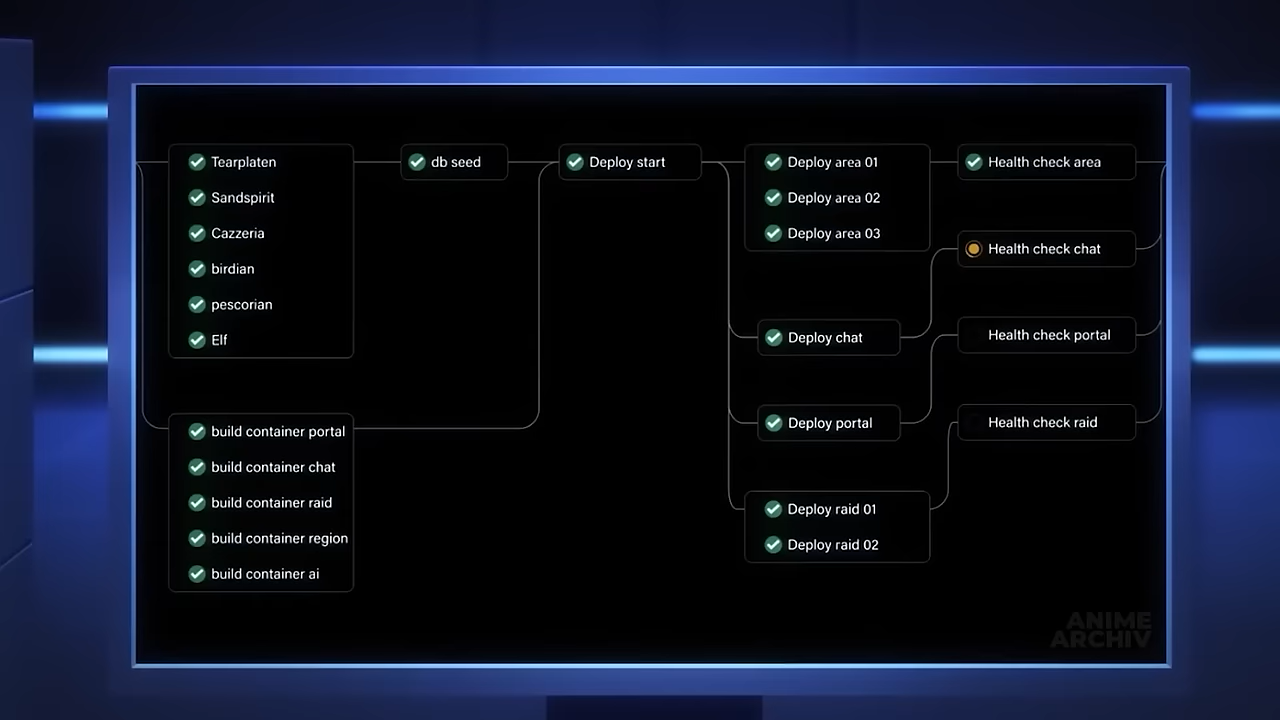 Tearplaten
Sandspirit
Cazzeria
birdian
pescorian
Elf
build container portal
build container chat
build container raid
build container region
build container ai
db seed
Deploy start
Deploy area 01
Deploy area 02
Deploy area 03
Deploy chat
Deploy portal
Deploy raid 01
Deploy raid 02
Health check area
Health check chat
Health check portal
Health check raid
ANIME
ARCHIV